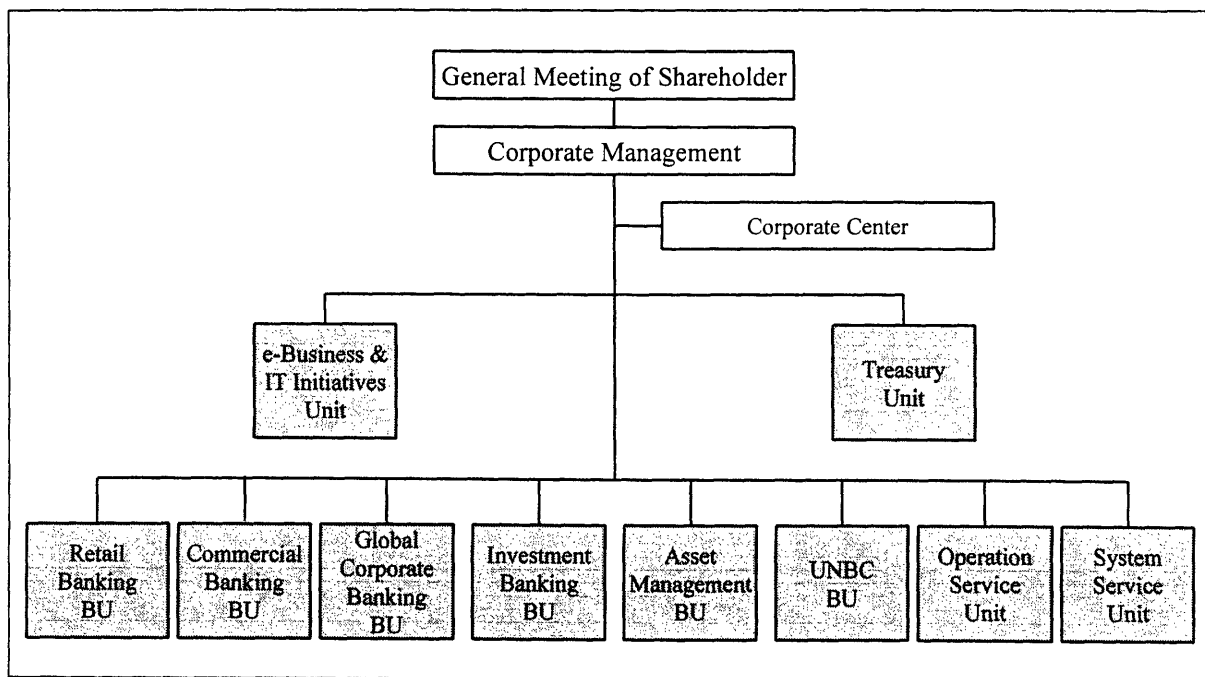 General Meeting of Shareholder
Corporate Management
Corporate Center
e-Business &
IT Initiatives
Unit
Treasury
Unit
Retail
Banking
BU
Commercial
Banking
BU
Global
Corporate
Banking
BU
Investment
Banking
BU
Asset
Management
BU
UNBC
BU
Operation
Service
Unit
System
Service
Unit